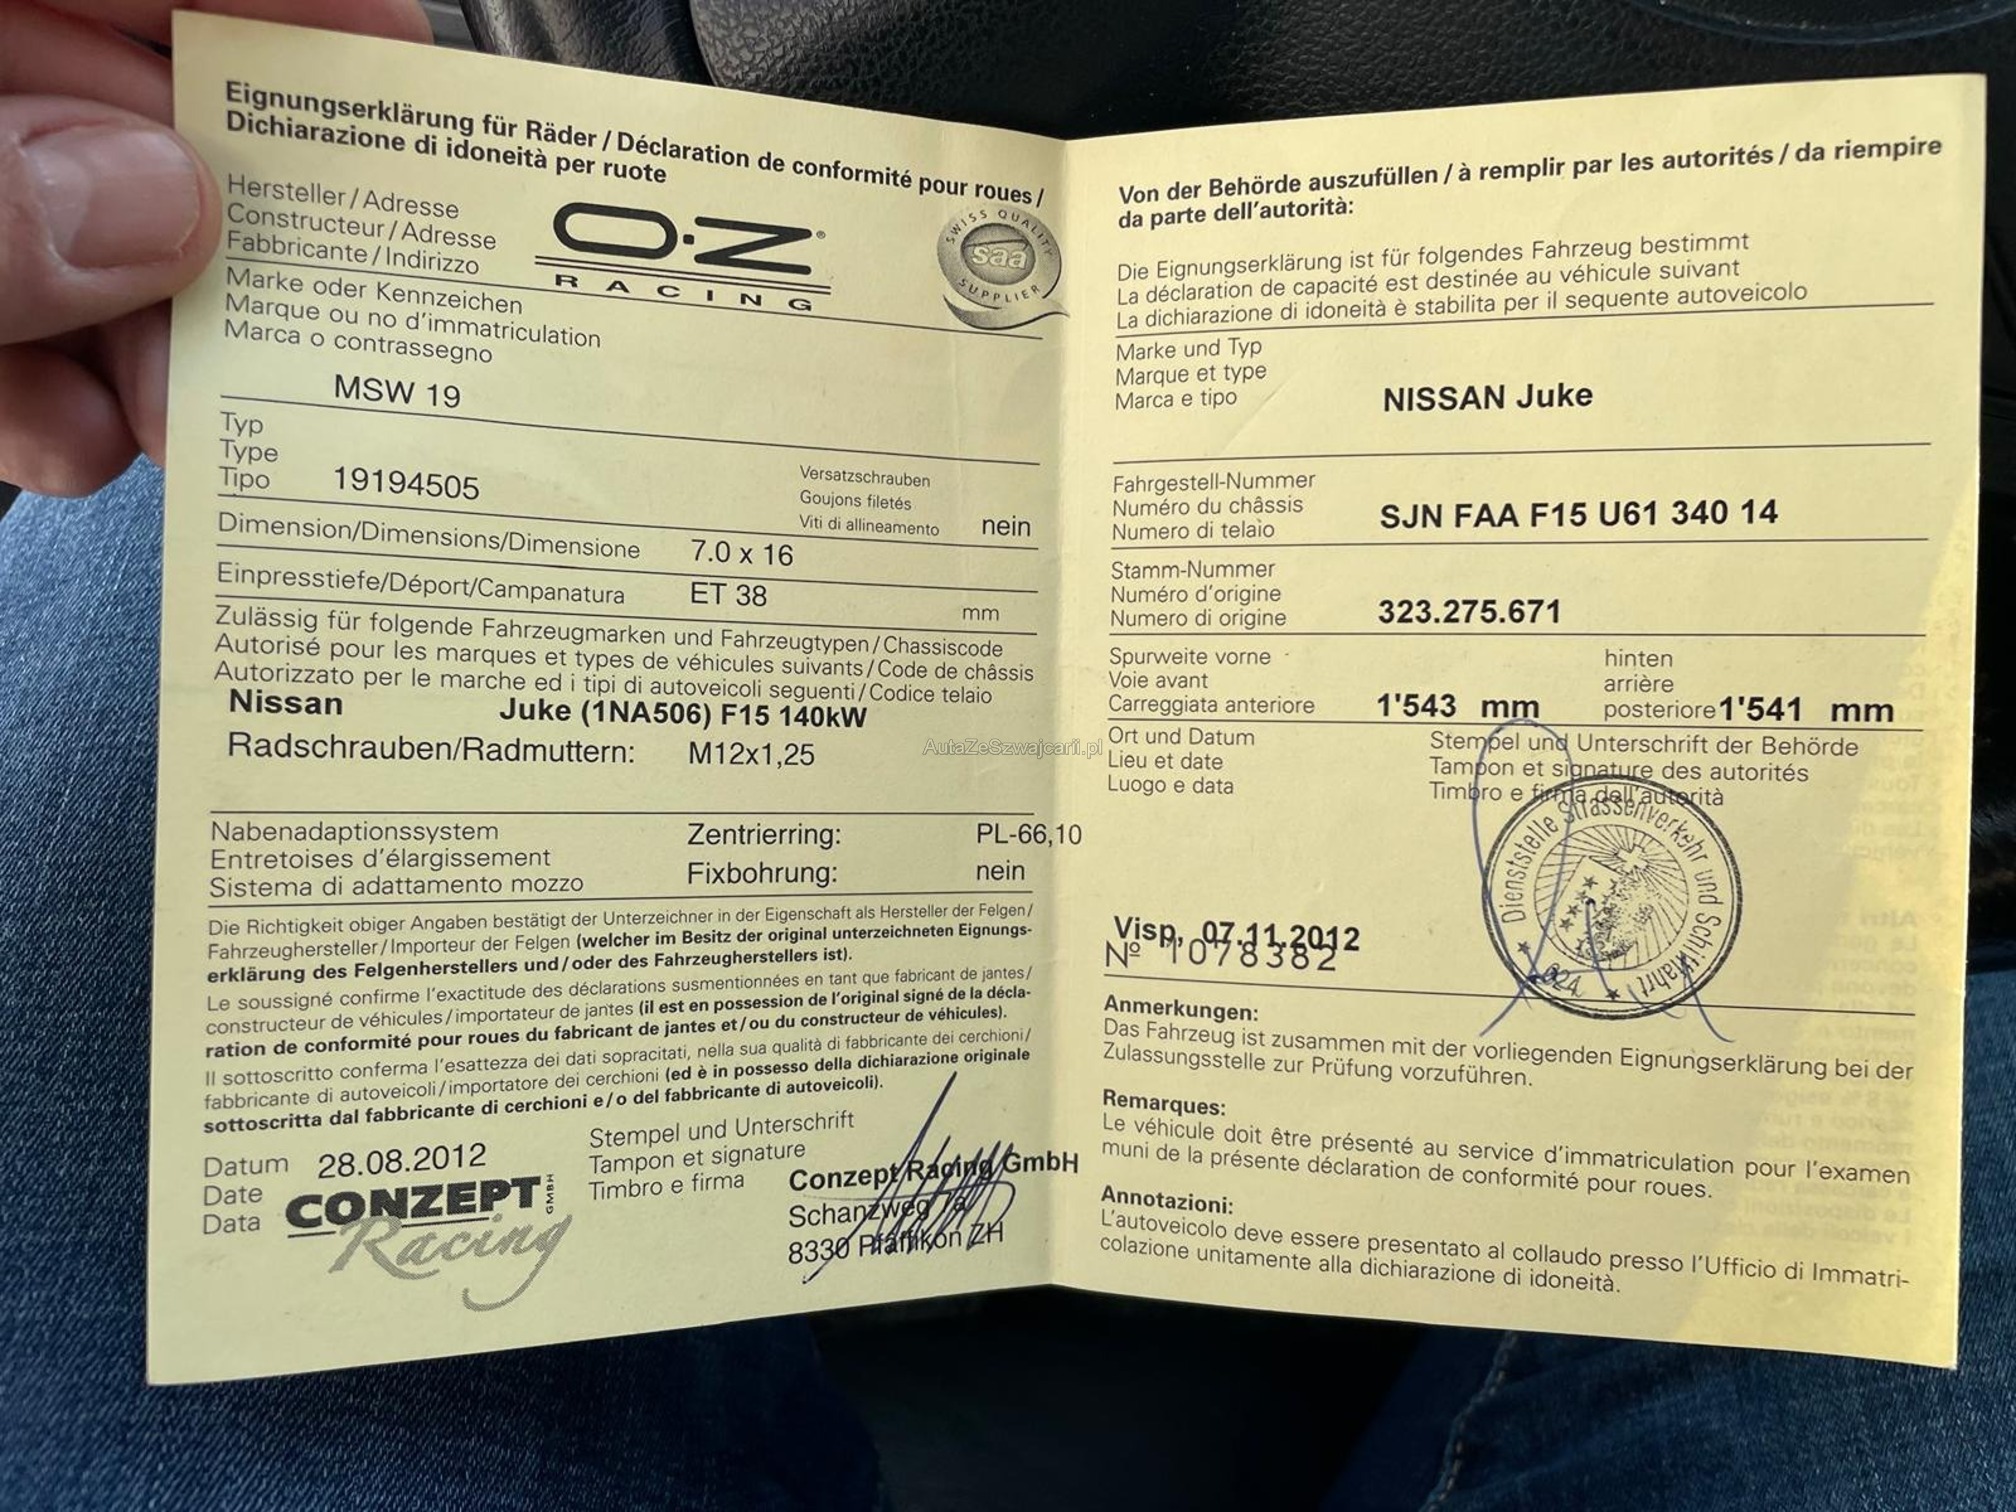 Eignungserklärung für Räder / Déclaration de conformité pour roues /
Dichiarazione di idoneità per ruote
Hersteller / Adresse
Constructeur / Adresse
Fabbricante / Indirizzo
O·Z®
RACING
SWISS QUALITY
saa
SUPPLIER
Marke oder Kennzeichen
Marque ou no d'immatriculation
Marca o contrassegno
MSW 19
Typ
Type
Tipo
19194505
Versatzschrauben
Goujons filetés
Viti di allineamento
nein
Dimension/Dimensions/Dimensione 7.0 x 16
Einpresstiefe/Déport/Campanatura ET 38 mm
Zulässig für folgende Fahrzeugmarken und Fahrzeugtypen / Chassiscode
Autorisé pour les marques et types de véhicules suivants / Code de châssis
Autorizzato per le marche ed i tipi di autoveicoli seguenti / Codice telaio
Nissan Juke (1NA506) F15 140kW
Radschrauben/Radmuttern: M12x1,25
Nabenadaptionssystem Zentrierring: PL-66,10
Entretoises d'élargissement
Sistema di adattamento mozzo Fixbohrung: nein
Die Richtigkeit obiger Angaben bestätigt der Unterzeichner in der Eigenschaft als Hersteller der Felgen /
Fahrzeughersteller / Importeur der Felgen (welcher im Besitz der original unterzeichneten Eignungs-
erklärung des Felgenherstellers und / oder des Fahrzeugherstellers ist).
Le soussigné confirme l'exactitude des déclarations susmentionnées en tant que fabricant de jantes /
constructeur de véhicules / importateur de jantes (il est en possession de l'original signé de la décla-
ration de conformité pour roues du fabricant de jantes et / ou du constructeur de véhicules).
Il sottoscritto conferma l'esattezza dei dati sopracitati, nella sua qualità di fabbricante dei cerchioni /
fabbricante di autoveicoli / importatore dei cerchioni (ed è in possesso della dichiarazione originale
sottoscritta dal fabbricante di cerchioni e / o del fabbricante di autoveicoli).
Datum 28.08.2012
Date
Data
CONZEPT GMBH
Racing
Stempel und Unterschrift
Tampon et signature
Timbro e firma
Conzept Racing GmbH
Schanzweg 7a
8330 Pfäffikon ZH
Von der Behörde auszufüllen / à remplir par les autorités / da riempire
da parte dell'autorità:
Die Eignungserklärung ist für folgendes Fahrzeug bestimmt
La déclaration de capacité est destinée au véhicule suivant
La dichiarazione di idoneità è stabilita per il sequente autoveicolo
Marke und Typ
Marque et type
Marca e tipo
NISSAN Juke
Fahrgestell-Nummer
Numéro du châssis
Numero di telaio
SJN FAA F15 U61 340 14
Stamm-Nummer
Numéro d'origine
Numero di origine
323.275.671
Spurweite vorne
Voie avant
Carreggiata anteriore
1'543 mm
hinten
arrière
posteriore 1'541 mm
Ort und Datum
Lieu et date
Luogo e data
Stempel und Unterschrift der Behörde
Tampon et signature des autorités
Timbro e firma dell'autorità
Dienststelle Strassenverkehr und Schiffahrt
624
Visp, 07.11.2012
Nº 1078382
Anmerkungen:
Das Fahrzeug ist zusammen mit der vorliegenden Eignungserklärung bei der
Zulassungsstelle zur Prüfung vorzuführen.
Remarques:
Le véhicule doit être présenté au service d'immatriculation pour l'examen
muni de la présente déclaration de conformité pour roues.
Annotazioni:
L'autoveicolo deve essere presentato al collaudo presso l'Ufficio di Immatri-
colazione unitamente alla dichiarazione di idoneità.
AutaZeSzwajcarii.pl